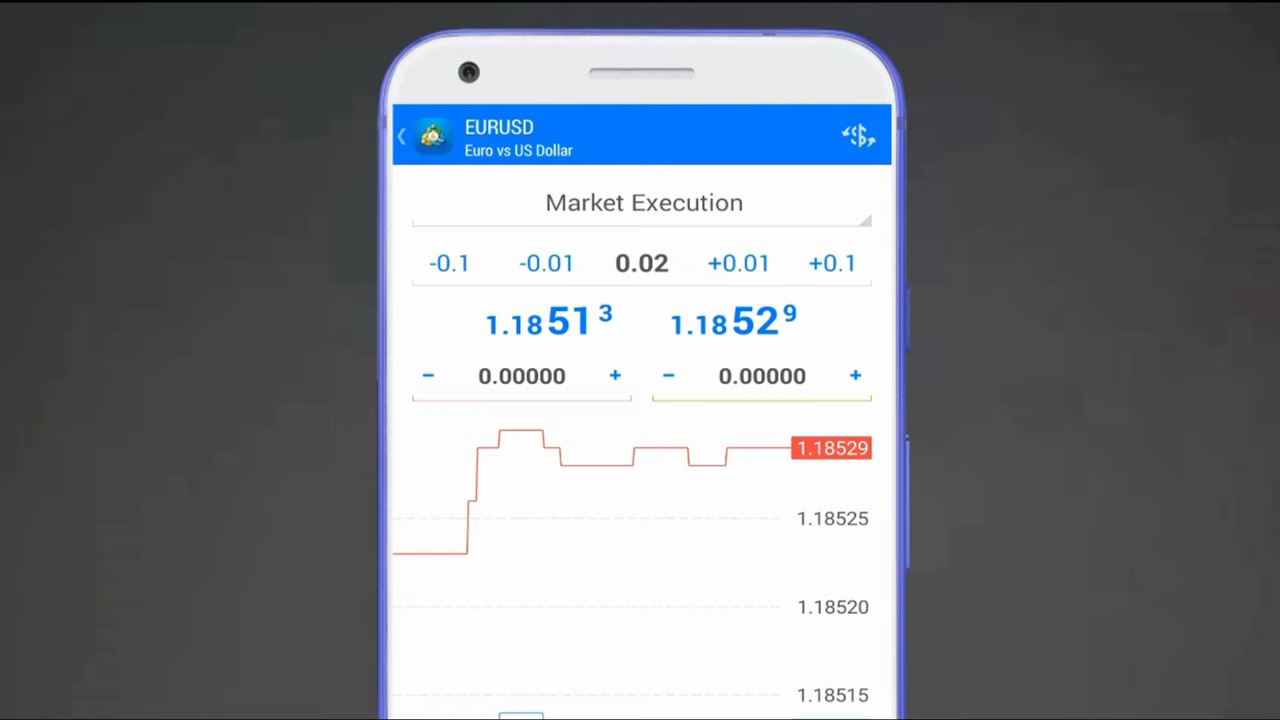 EURUSD
Euro vs US Dollar
Market Execution
-0.1 -0.01 0.02 +0.01 +0.1
1.18513 1.18529
- 0.00000 + - 0.00000 +
1.18529
1.18525
1.18520
1.18515